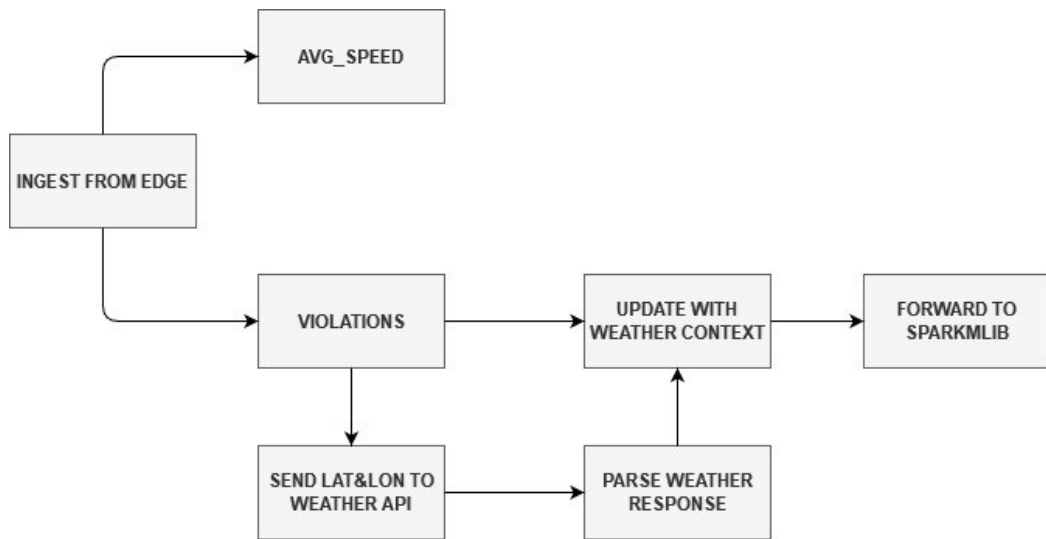 AVG_SPEED
INGEST FROM EDGE
VIOLATIONS
UPDATE WITH
WEATHER CONTEXT
FORWARD TO
SPARKMLIB
SEND LAT&LON TO
WEATHER API
PARSE WEATHER
RESPONSE